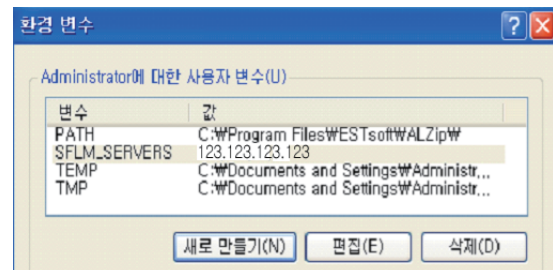 환경 변수
Administrator에 대한 사용자 변수(U)
변수 값
PATH C:₩Program Files₩ESTsoft₩ALZip₩
SFLM_SERVERS 123.123.123.123
TEMP C:₩Documents and Settings₩Administr...
TMP C:₩Documents and Settings₩Administr...
새로 만들기(N) 편집(E) 삭제(D)